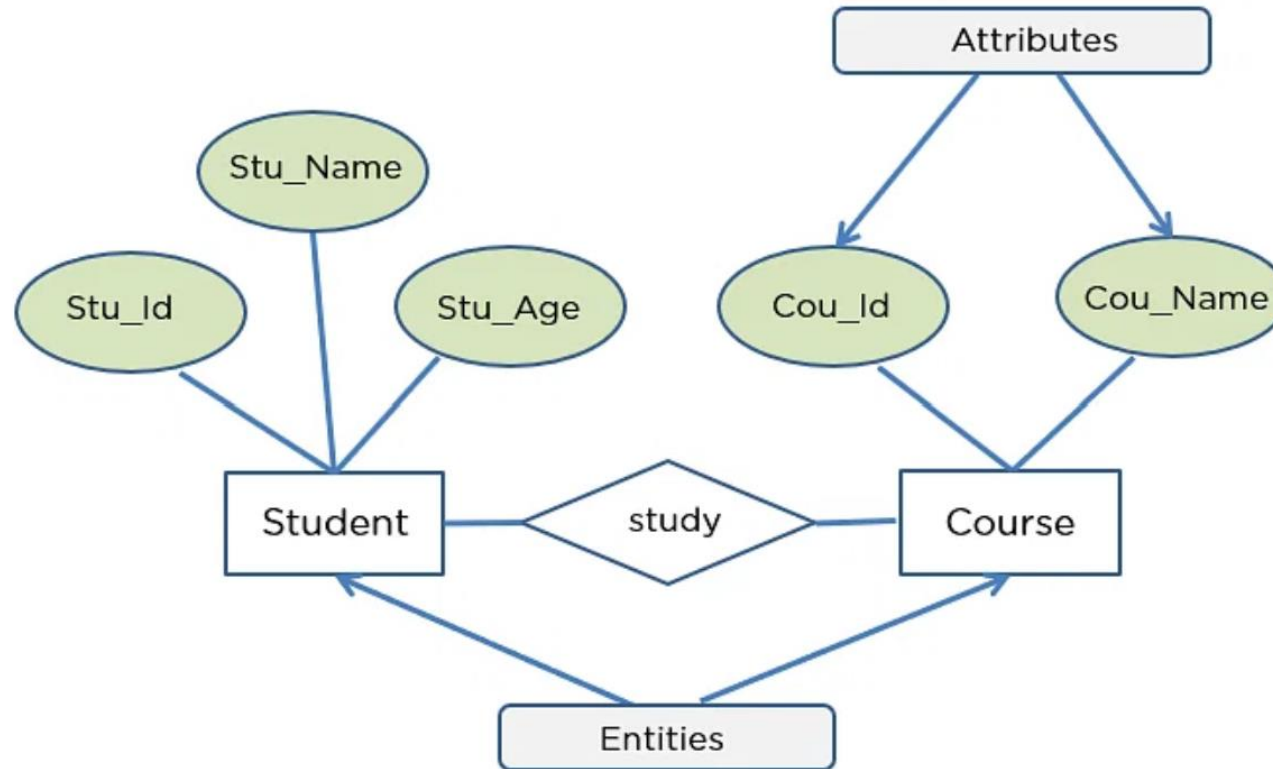 Attributes
Stu_Name
Stu_Id
Stu_Age
Cou_Id
Cou_Name
Student
study
Course
Entities